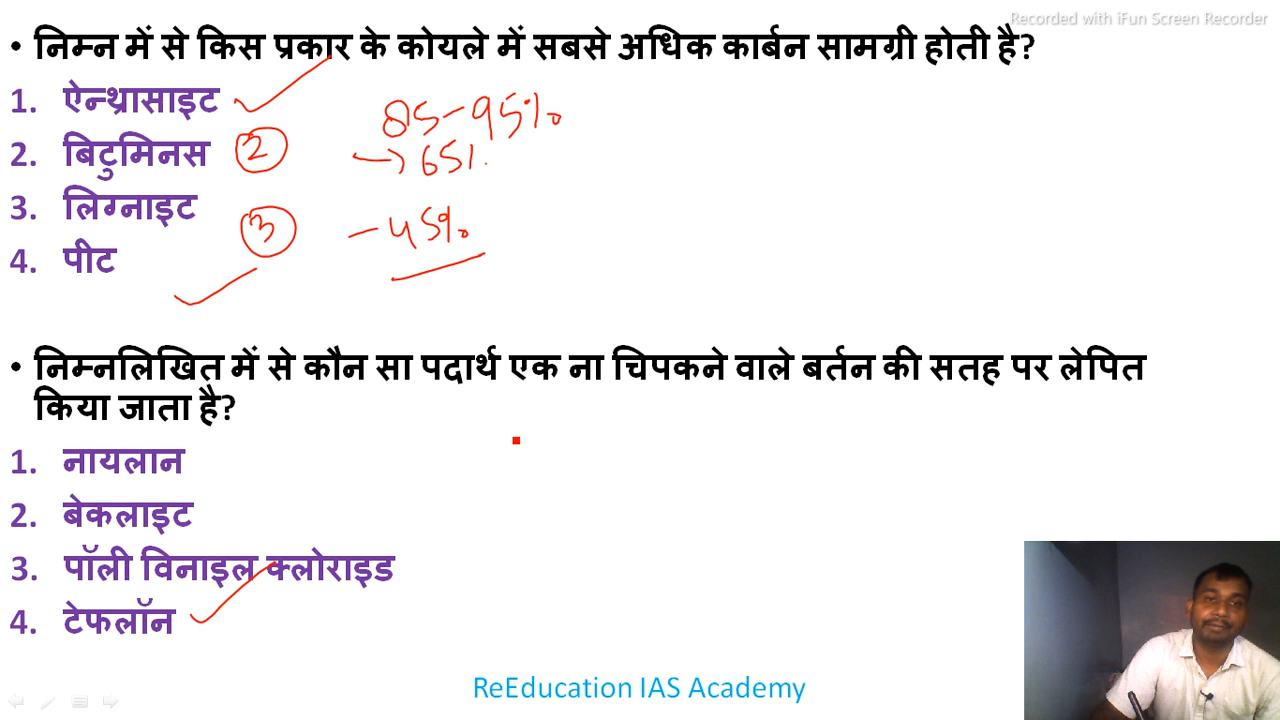 Recorded with iFun Screen Recorder
• निम्न में से किस प्रकार के कोयले में सबसे अधिक कार्बन सामग्री होती है?
1. ऐन्थ्रासाइट
85-95%
2. बिटुमिनस 2
→ 65%
3. लिग्नाइट
3 - 45%
4. पीट
• निम्नलिखित में से कौन सा पदार्थ एक ना चिपकने वाले बर्तन की सतह पर लेपित
किया जाता है?
1. नायलान
2. बेकलाइट
3. पॉली विनाइल क्लोराइड
4. टेफलॉन
ReEducation IAS Academy